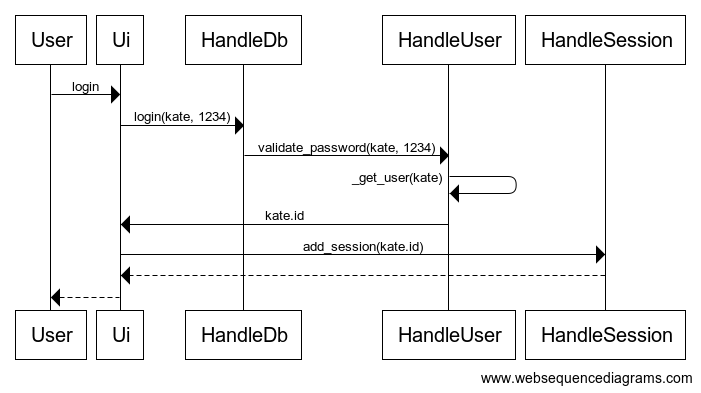 User Ui HandleDb HandleUser HandleSession
login
login(kate, 1234)
validate_password(kate, 1234)
_get_user(kate)
kate.id
add_session(kate.id)
User Ui HandleDb HandleUser HandleSession
www.websequencediagrams.com